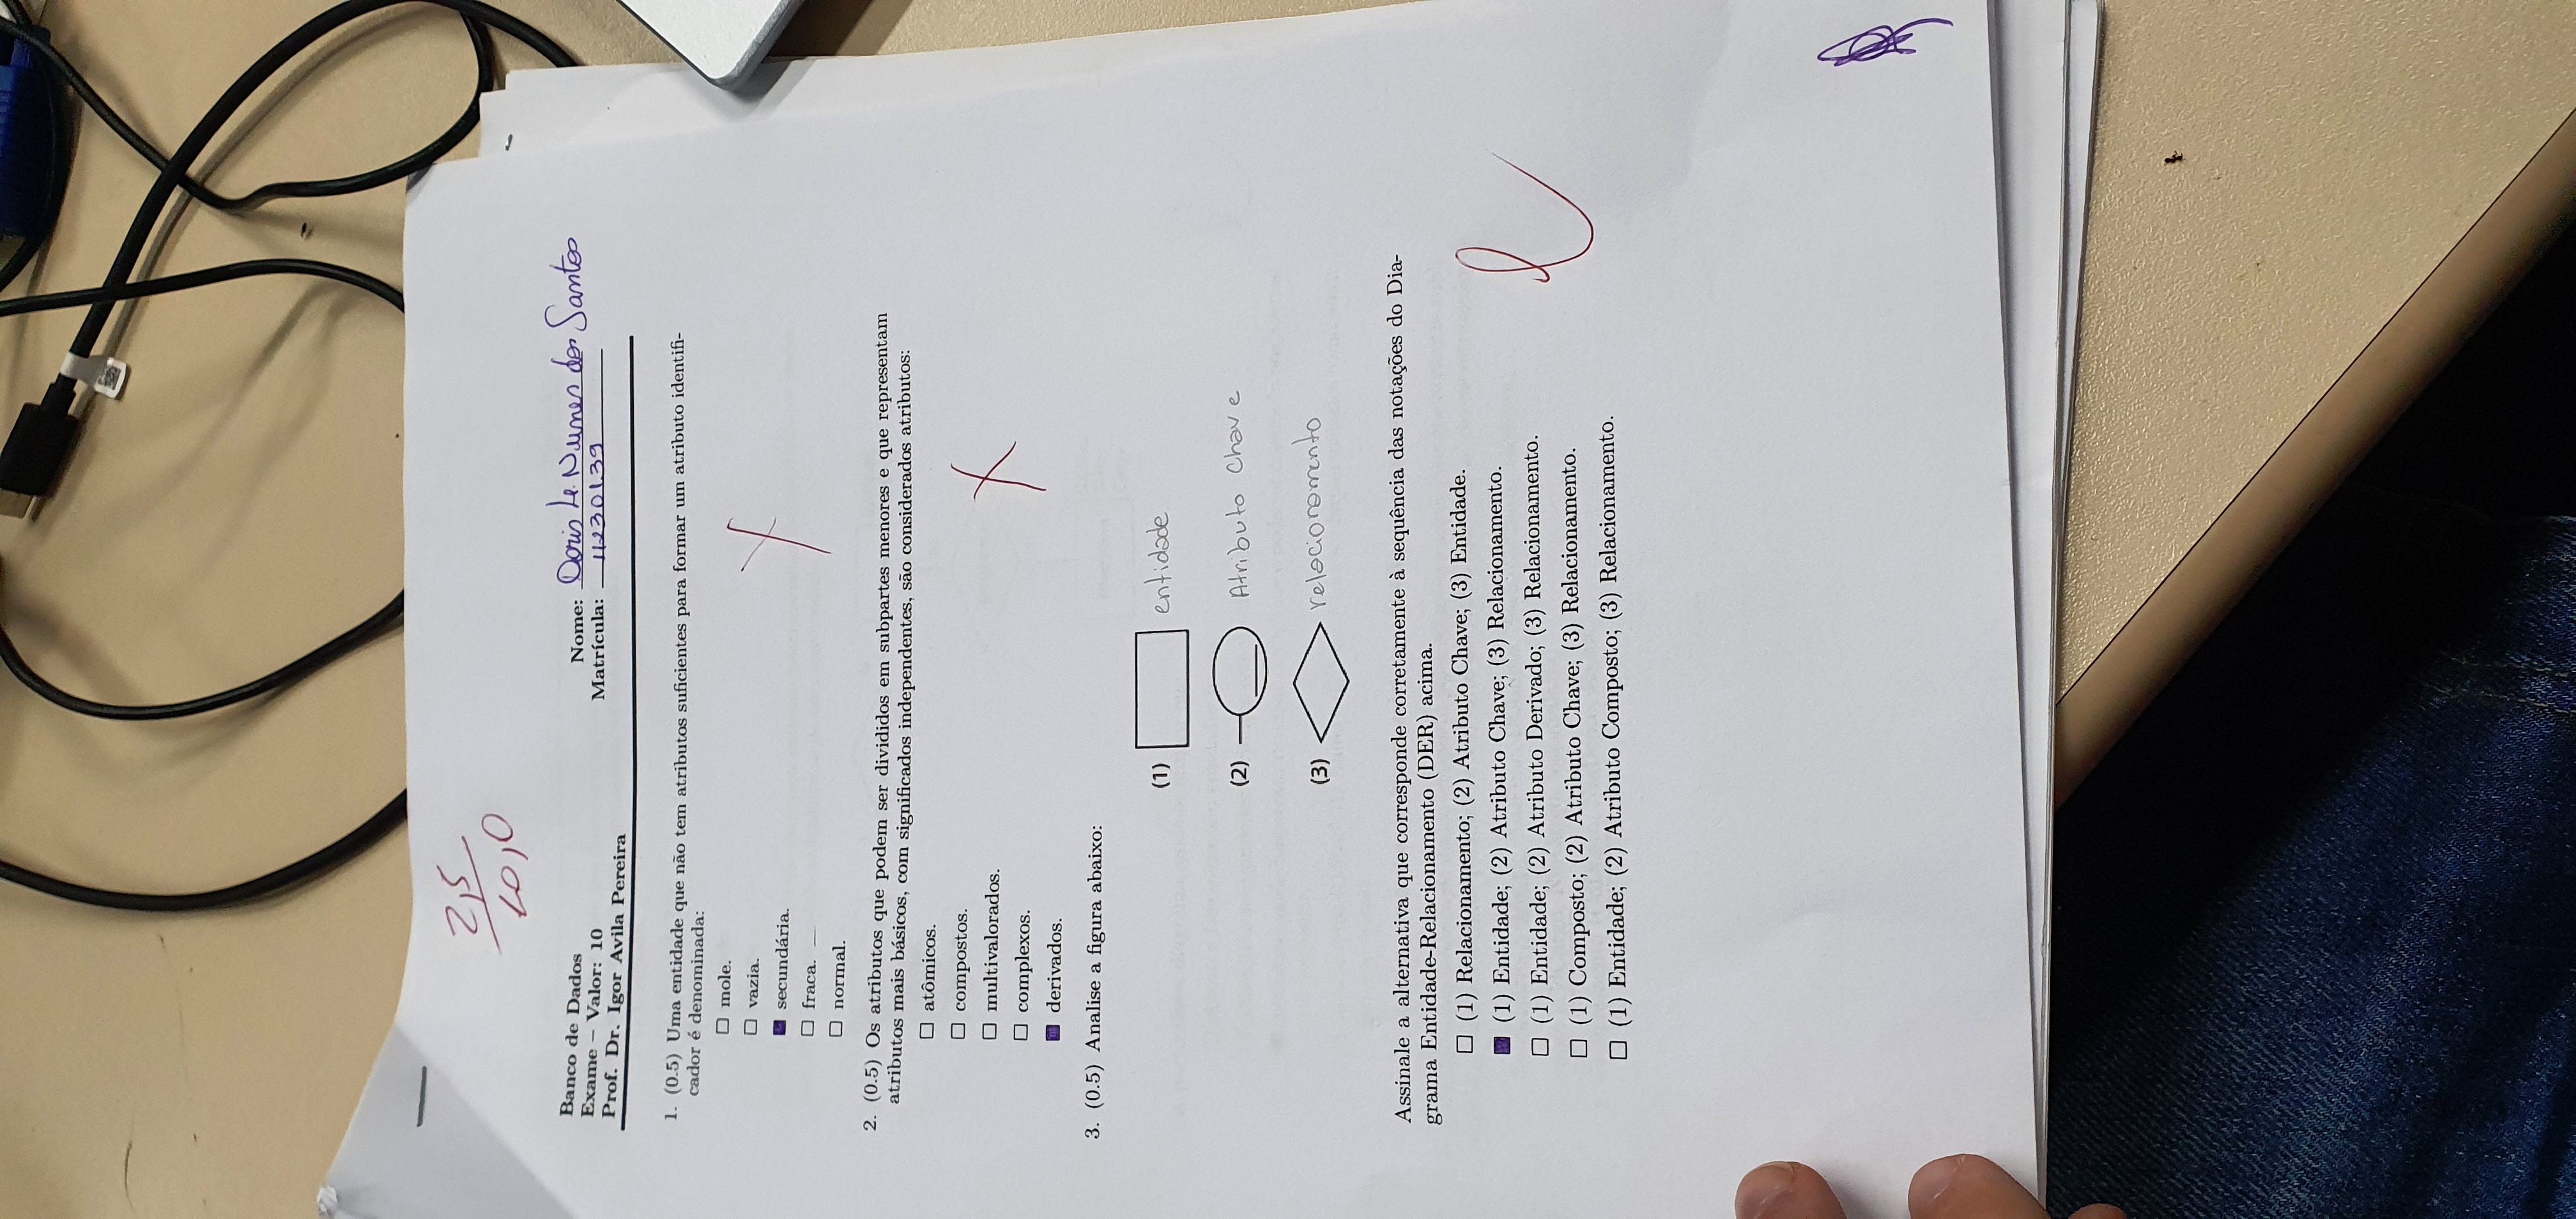 2,5
10,0
Banco de Dados
Exame – Valor: 10
Prof. Dr. Igor Avila Pereira
Nome: Doris L. Nunes dos Santos
Matrícula: 11230139
1. (0.5) Uma entidade que não tem atributos suficientes para formar um atributo identifi-
cador é denominada:
mole.
vazia.
secundária.
fraca.
normal.
2. (0.5) Os atributos que podem ser divididos em subpartes menores e que representam
atributos mais básicos, com significados independentes, são considerados atributos:
atômicos.
compostos.
multivalorados.
complexos.
derivados.
3. (0.5) Analise a figura abaixo:
(1) entidade
(2) Atributo Chave
(3) relacionamento
Assinale a alternativa que corresponde corretamente à sequência das notações do Dia-
grama Entidade-Relacionamento (DER) acima.
(1) Relacionamento; (2) Atributo Chave; (3) Entidade.
(1) Entidade; (2) Atributo Chave; (3) Relacionamento.
(1) Entidade; (2) Atributo Derivado; (3) Relacionamento.
(1) Composto; (2) Atributo Chave; (3) Relacionamento.
(1) Entidade; (2) Atributo Composto; (3) Relacionamento.